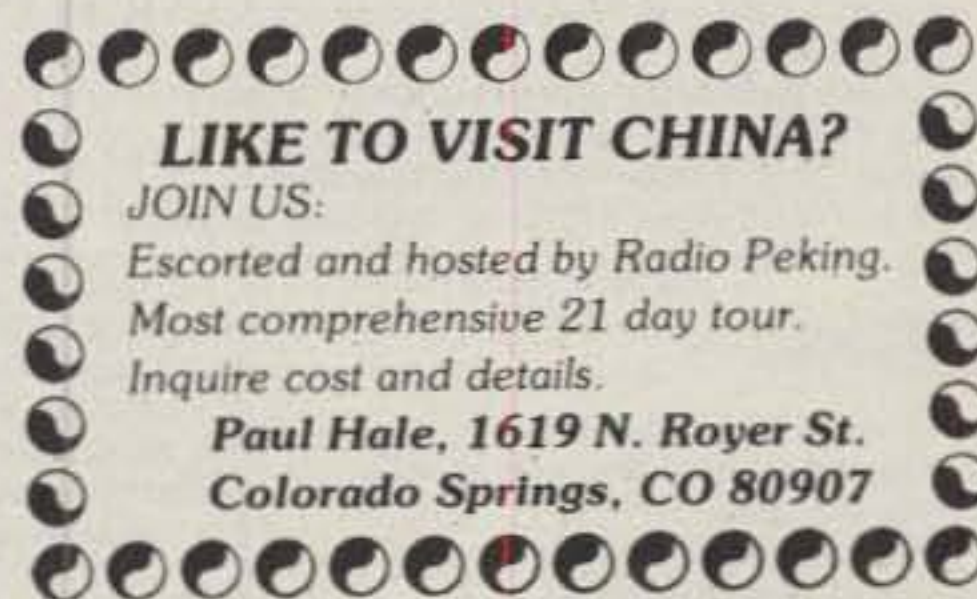 LIKE TO VISIT CHINA?
JOIN US:
Escorted and hosted by Radio Peking.
Most comprehensive 21 day tour.
Inquire cost and details.
Paul Hale, 1619 N. Royer St.
Colorado Springs, CO 80907